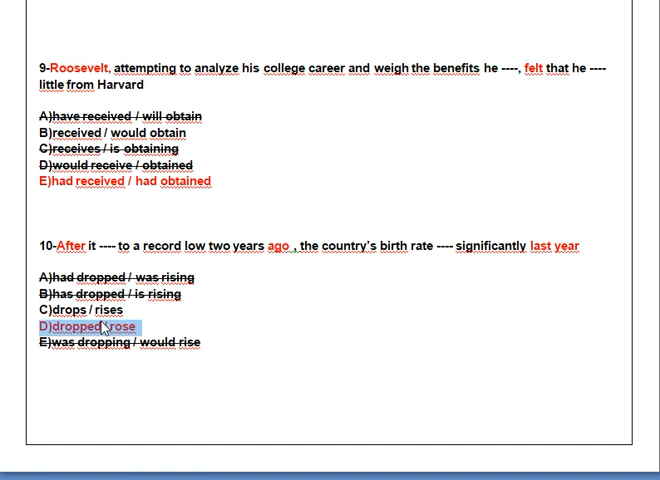 9-Roosevelt, attempting to analyze his college career and weigh the benefits he ----, felt that he ----
little from Harvard
A)have received / will obtain
B)received / would obtain
C)receives / is obtaining
D)would receive / obtained
E)had received / had obtained
10-After it ---- to a record low two years ago , the country's birth rate ---- significantly last year
A)had dropped / was rising
B)has dropped / is rising
C)drops / rises
D)dropped / rose
E)was dropping / would rise